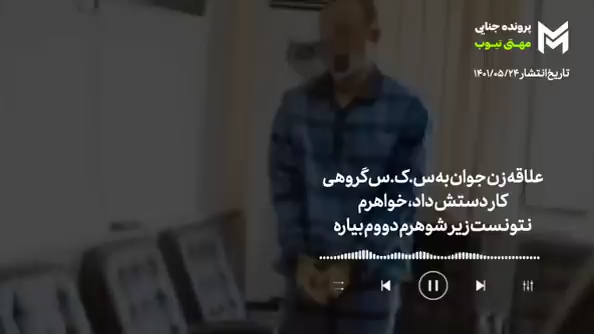 پرونده جنایی
مهتی تیوب
تاریخ انتشار ۱۴۰۱/۰۵/۲۴
علاقه زن جوان به س.ک.س گروهی
کار دستش داد، خواهرم
نتونست زیر شوهرم دووم بیاره